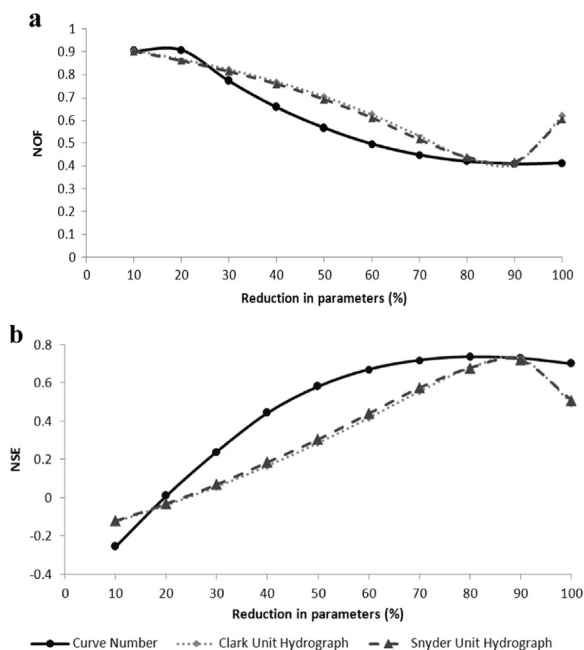 a
1
0.9
0.8
0.7
0.6
0.5
0.4
0.3
0.2
0.1
0
NOF
0 10 20 30 40 50 60 70 80 90 100
Reduction in parameters (%)
b
0.8
0.6
0.4
0.2
0
-0.2
-0.4
NSE
0 10 20 30 40 50 60 70 80 90 100
Reduction in parameters (%)
Curve Number Clark Unit Hydrograph Snyder Unit Hydrograph